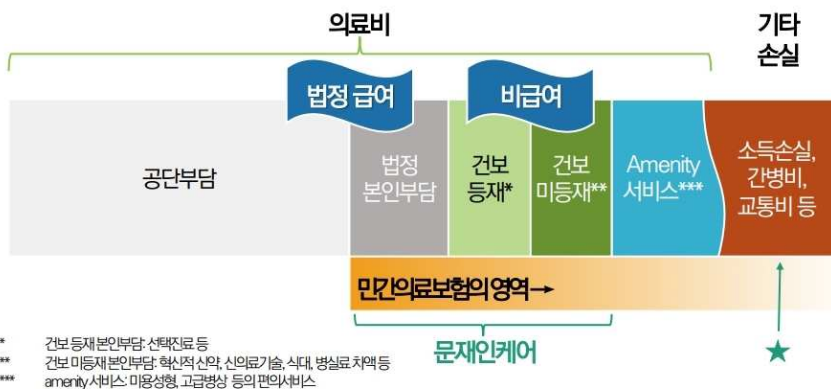 의료비
기타
손실
법정 급여
비급여
공단부담
법정
본인부담
건보
등재*
건보
미등재**
Amenity
서비스***
소득손실,
간병비,
교통비 등
민간의료보험의 영역→
문재인케어
★
* 건보 등재 본인부담: 선택진료 등
** 건보 미등재 본인부담: 혁신적 신약, 신의료기술, 식대, 병실료 차액 등
*** amenity 서비스: 미용성형, 고급병상 등의 편의서비스